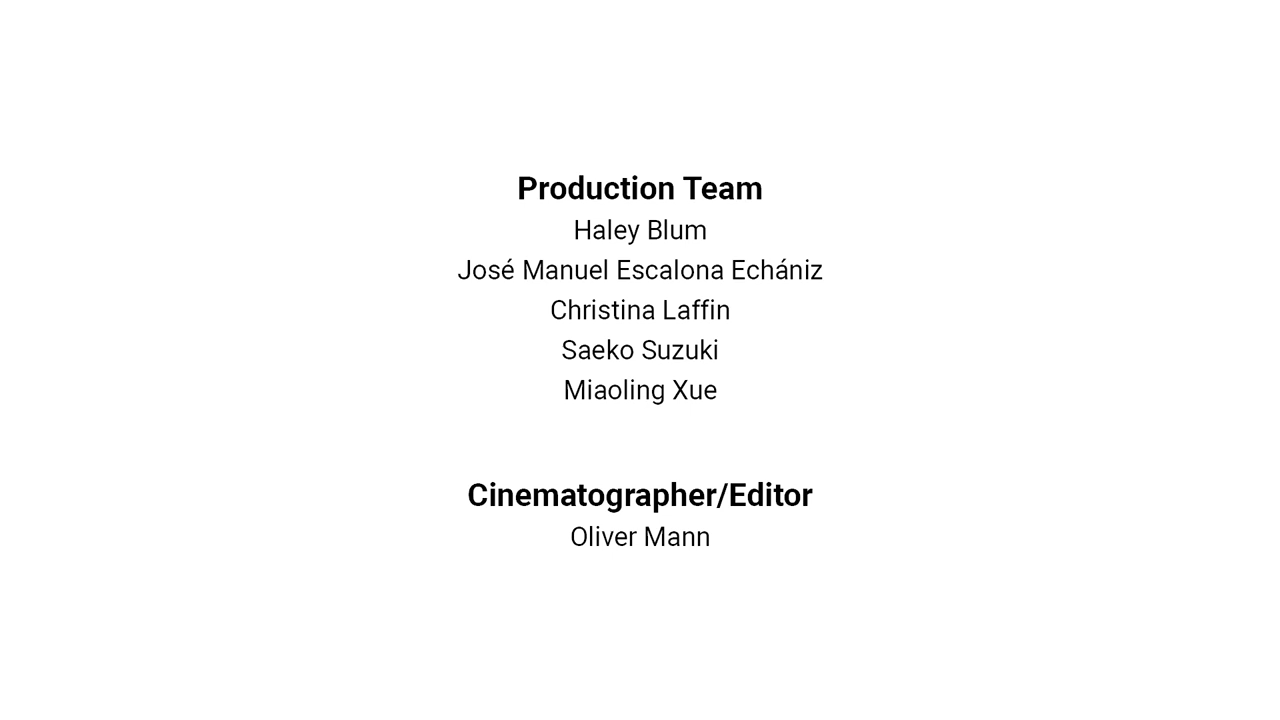 Production Team
Haley Blum
José Manuel Escalona Echániz
Christina Laffin
Saeko Suzuki
Miaoling Xue
Cinematographer/Editor
Oliver Mann